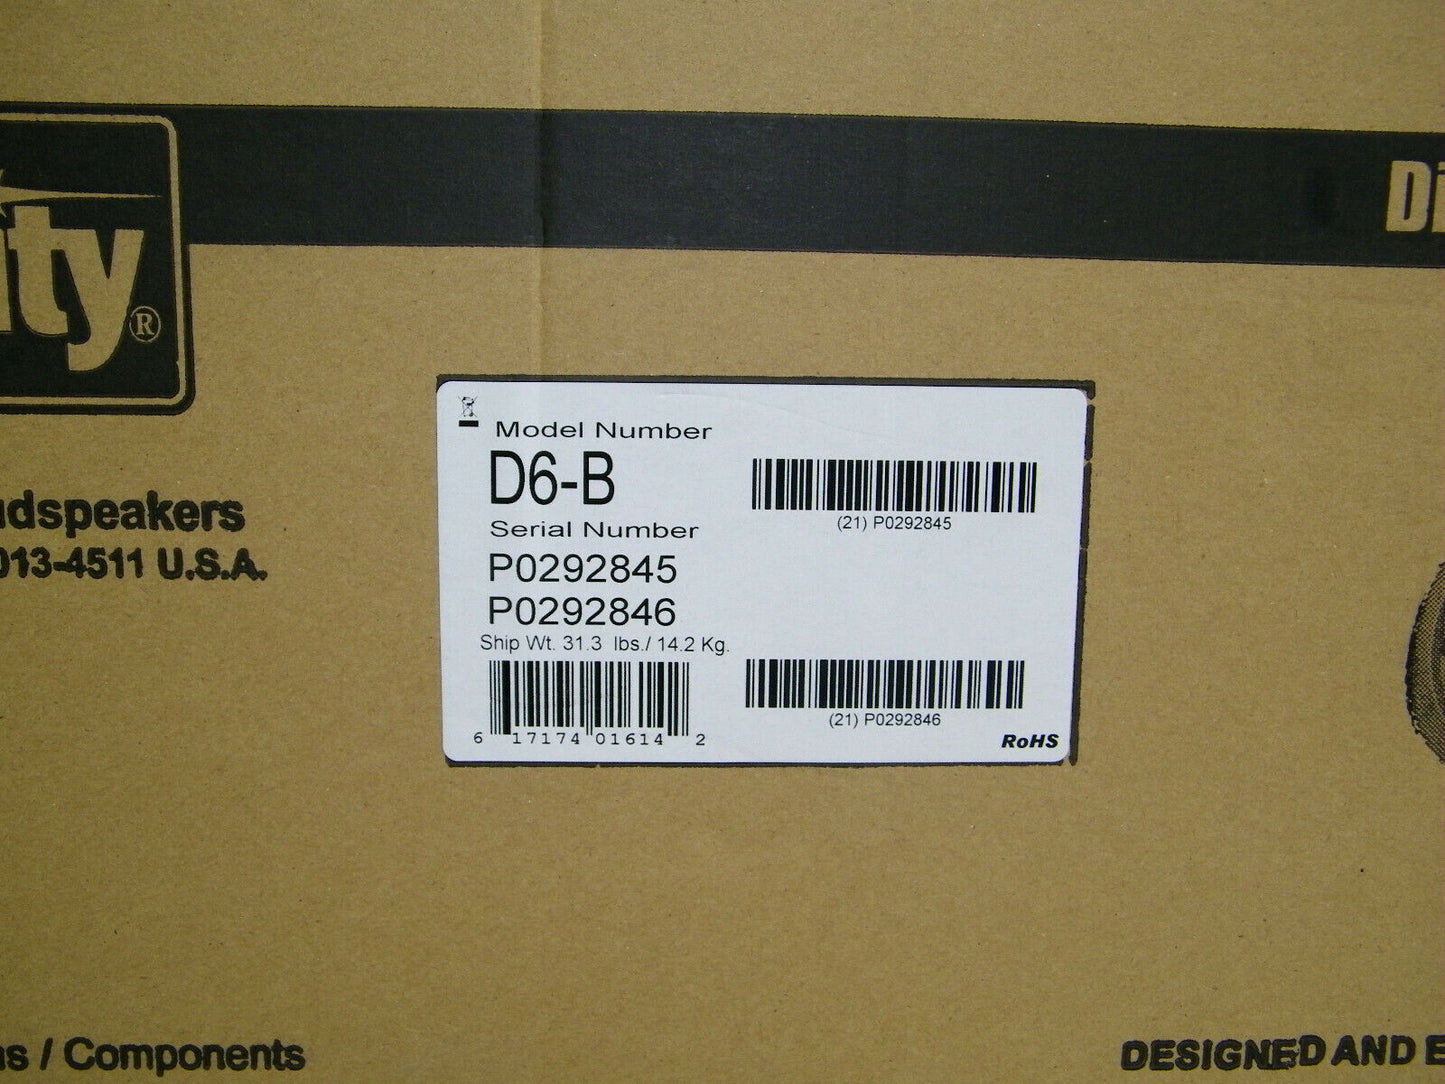 Di
ity®
Model Number
D6-B
Serial Number
P0292845
P0292846
Ship Wt. 31.3 lbs./ 14.2 Kg.
6 17174 01614 2
(21) P0292845
(21) P0292846
RoHS
udspeakers
013-4511 U.S.A.
ns / Components
DESIGNED AND E